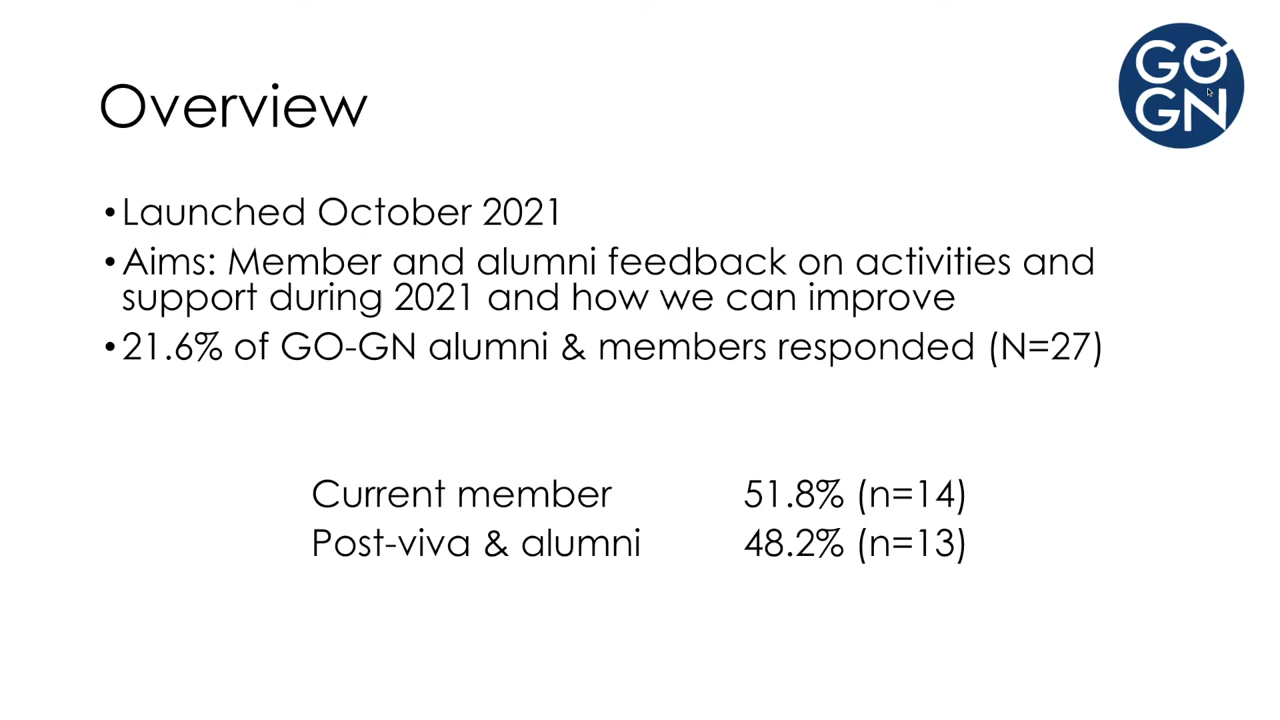 GO
GN
Overview
•Launched October 2021
•Aims: Member and alumni feedback on activities and
support during 2021 and how we can improve
•21.6% of GO-GN alumni & members responded (N=27)
Current member 51.8% (n=14)
Post-viva & alumni 48.2% (n=13)